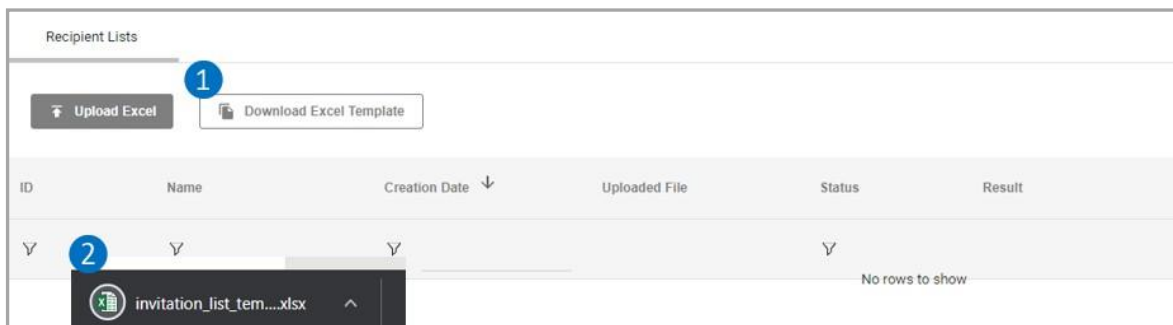 Recipient Lists
1
Upload Excel
Download Excel Template
ID Name Creation Date Uploaded File Status Result
2
No rows to show
invitation_list_tem....xlsx